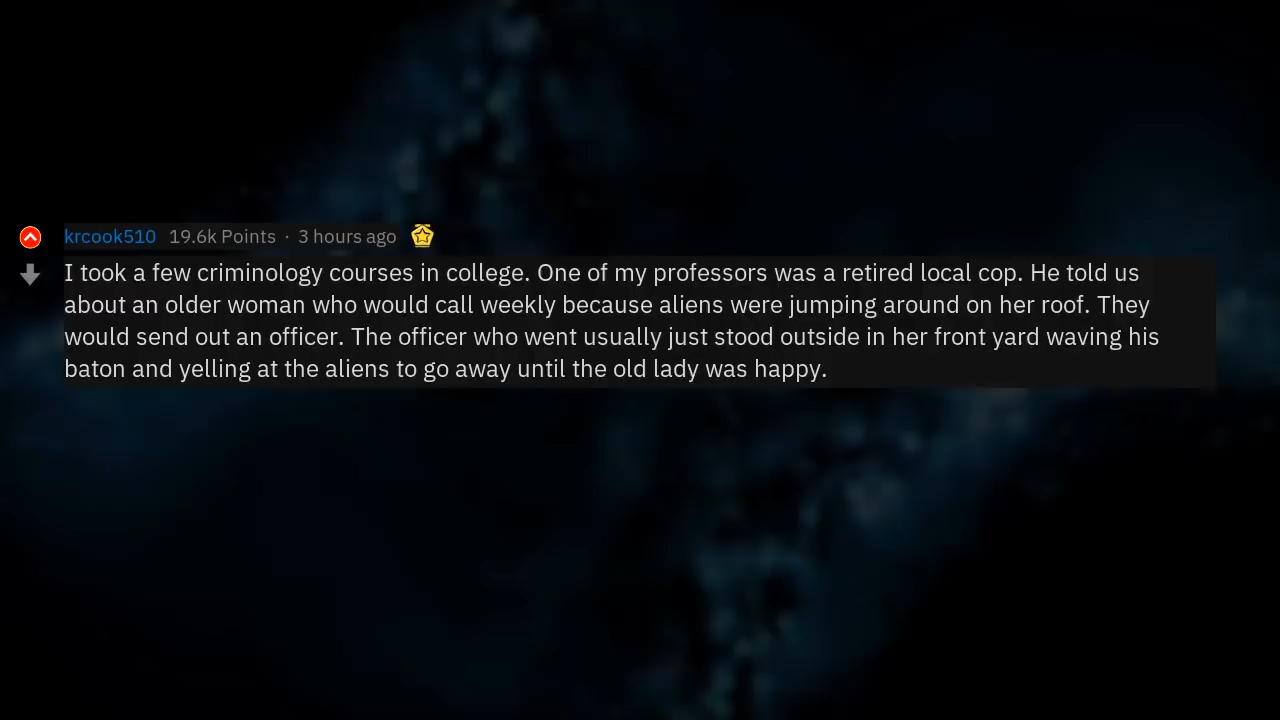 krcook510 19.6k Points · 3 hours ago
I took a few criminology courses in college. One of my professors was a retired local cop. He told us
about an older woman who would call weekly because aliens were jumping around on her roof. They
would send out an officer. The officer who went usually just stood outside in her front yard waving his
baton and yelling at the aliens to go away until the old lady was happy.